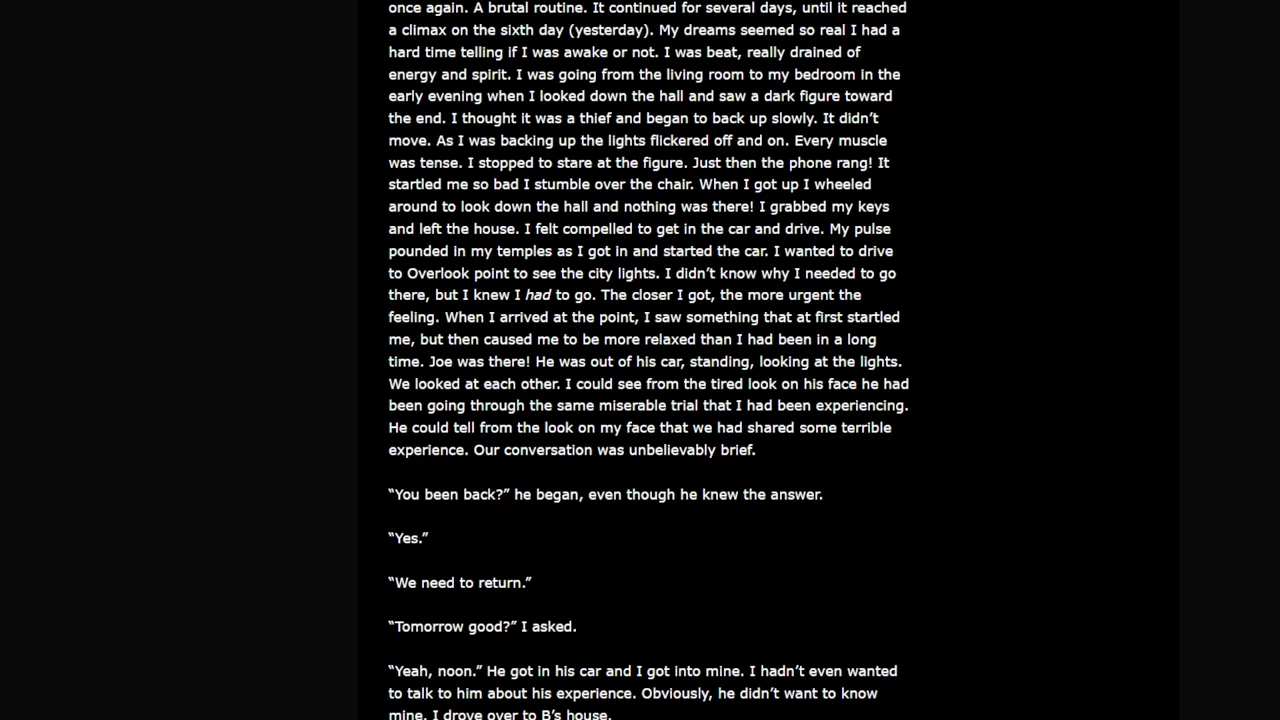 once again. A brutal routine. It continued for several days, until it reached
a climax on the sixth day (yesterday). My dreams seemed so real I had a
hard time telling if I was awake or not. I was beat, really drained of
energy and spirit. I was going from the living room to my bedroom in the
early evening when I looked down the hall and saw a dark figure toward
the end. I thought it was a thief and began to back up slowly. It didn’t
move. As I was backing up the lights flickered off and on. Every muscle
was tense. I stopped to stare at the figure. Just then the phone rang! It
startled me so bad I stumble over the chair. When I got up I wheeled
around to look down the hall and nothing was there! I grabbed my keys
and left the house. I felt compelled to get in the car and drive. My pulse
pounded in my temples as I got in and started the car. I wanted to drive
to Overlook point to see the city lights. I didn’t know why I needed to go
there, but I knew I had to go. The closer I got, the more urgent the
feeling. When I arrived at the point, I saw something that at first startled
me, but then caused me to be more relaxed than I had been in a long
time. Joe was there! He was out of his car, standing, looking at the lights.
We looked at each other. I could see from the tired look on his face he had
been going through the same miserable trial that I had been experiencing.
He could tell from the look on my face that we had shared some terrible
experience. Our conversation was unbelievably brief.
“You been back?” he began, even though he knew the answer.
“Yes.”
“We need to return.”
“Tomorrow good?” I asked.
“Yeah, noon.” He got in his car and I got into mine. I hadn’t even wanted
to talk to him about his experience. Obviously, he didn’t want to know
mine. I drove over to B’s house.